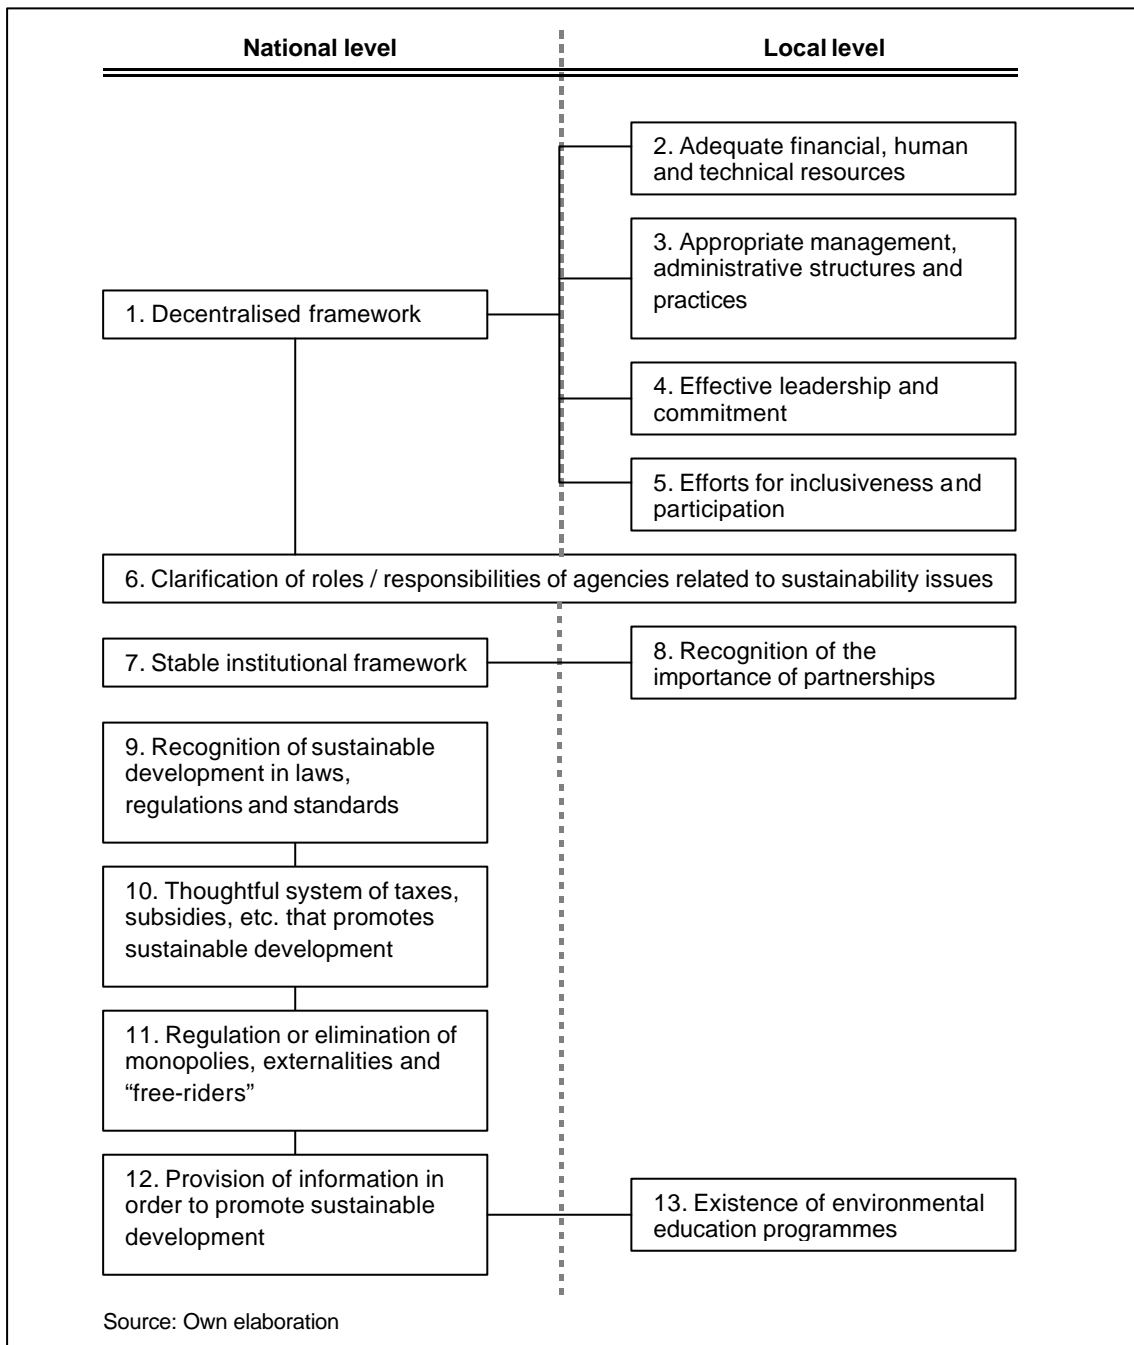 National level
Local level
2. Adequate financial, human
and technical resources
3. Appropriate management,
administrative structures and
practices
1. Decentralised framework
4. Effective leadership and
commitment
5. Efforts for inclusiveness and
participation
6. Clarification of roles / responsibilities of agencies related to sustainability issues
7. Stable institutional framework
8. Recognition of the
importance of partnerships
9. Recognition of sustainable
development in laws,
regulations and standards
10. Thoughtful system of taxes,
subsidies, etc. that promotes
sustainable development
11. Regulation or elimination of
monopolies, externalities and
“free-riders”
12. Provision of information in
order to promote sustainable
development
13. Existence of environmental
education programmes
Source: Own elaboration